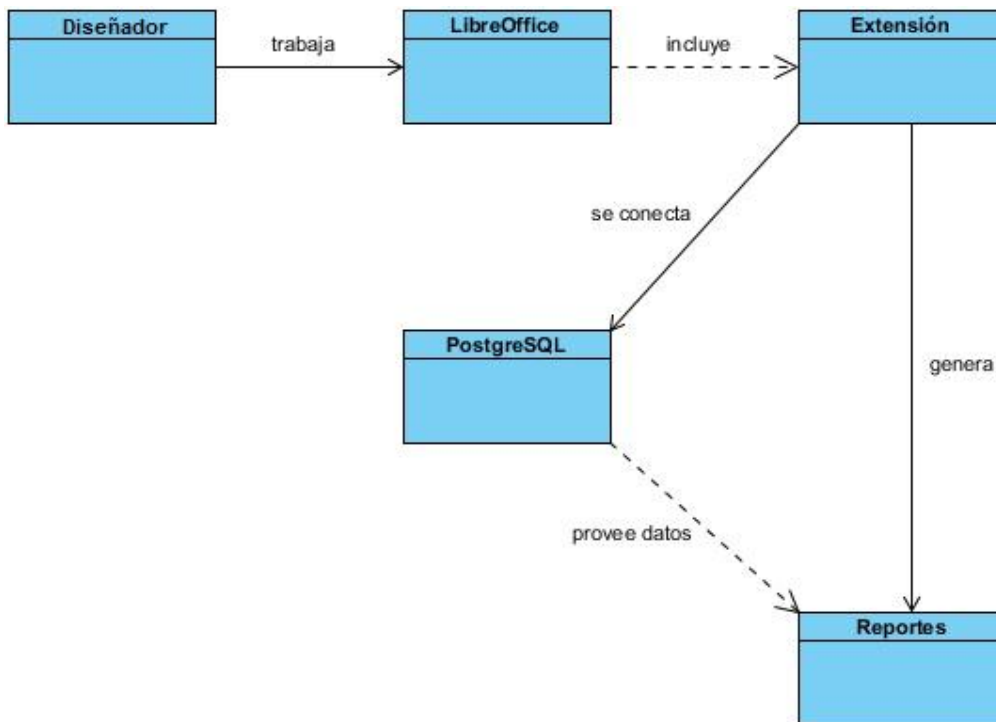 Diseñador
trabaja
LibreOffice
incluye
Extensión
se conecta
PostgreSQL
genera
provee datos
Reportes